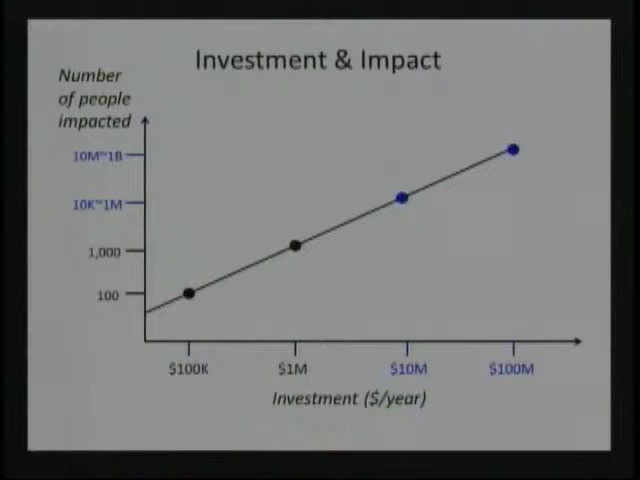 Investment & Impact
Number
of people
impacted
10M~1B
10K~1M
1,000
100
$100K
$1M
$10M
$100M
Investment ($/year)